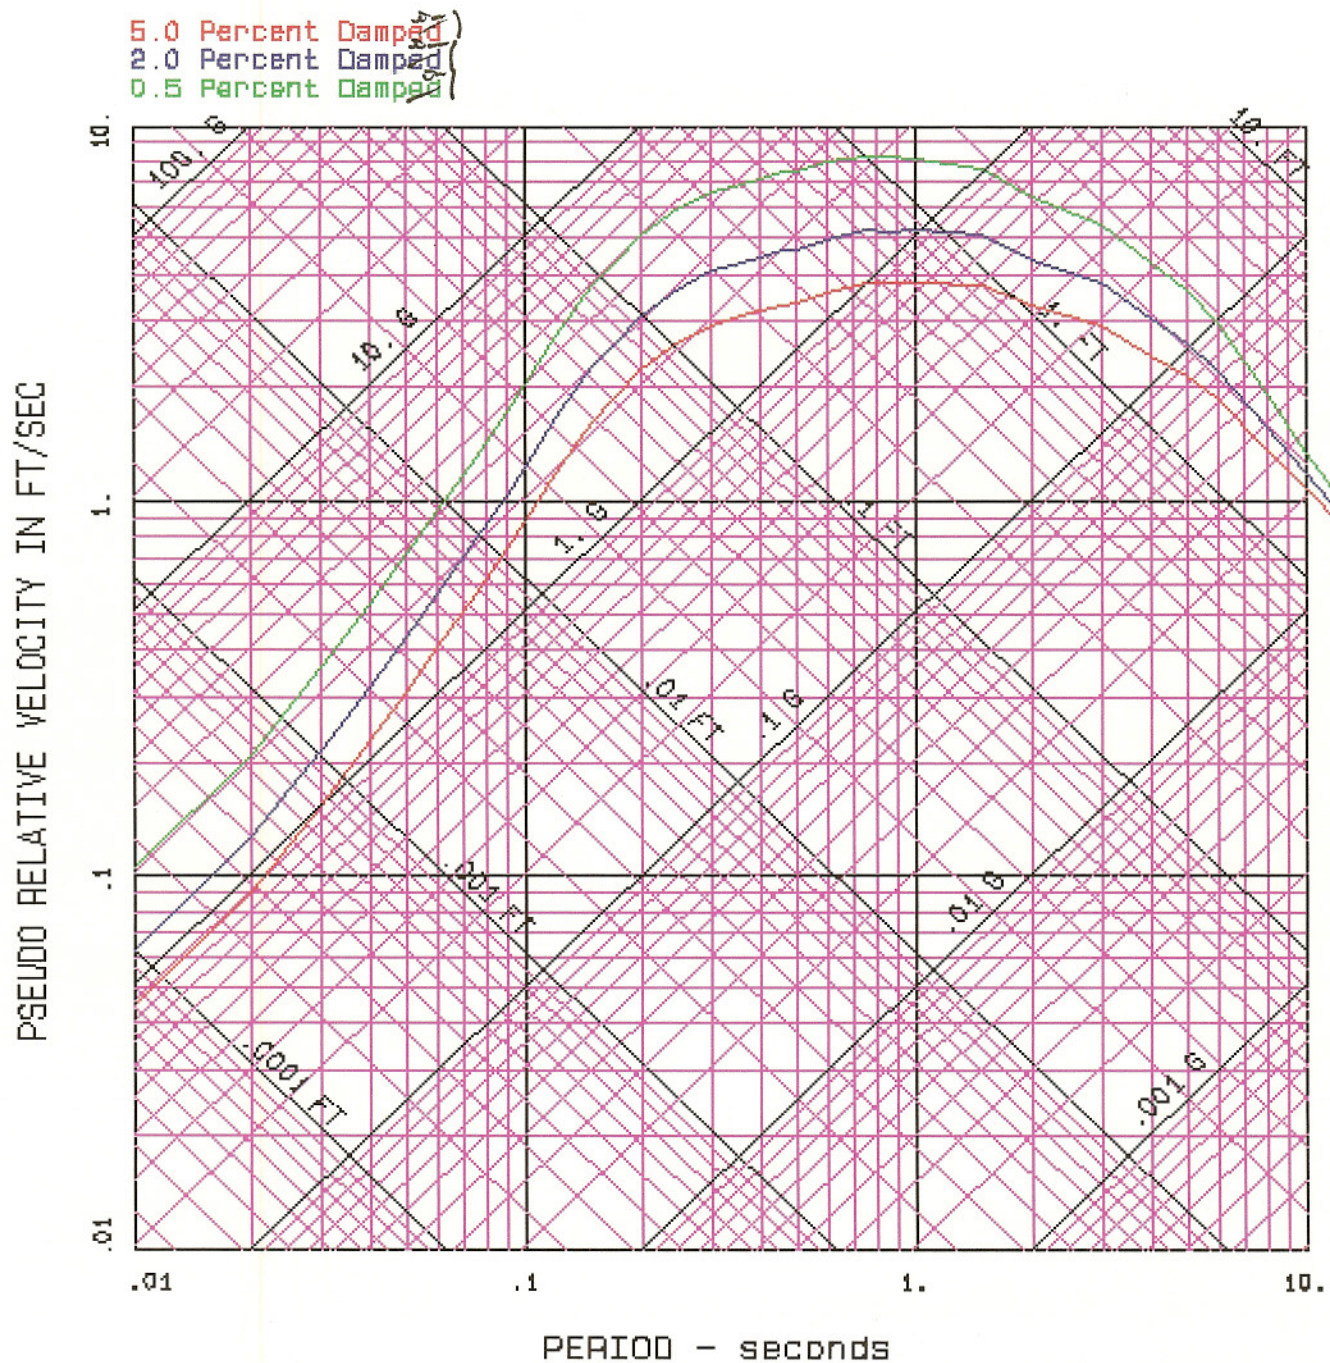 5.0 Percent Damped
2.0 Percent Damped
0.5 Percent Damped
10.
1.
.1
.01
PSEUDO RELATIVE VELOCITY IN FT/SEC
100. G
10. G
1. G
.1 G
.01 G
.001 G
10. FT
1. FT
.1 FT
.01 FT
.001 FT
.0001 FT
.01
.1
1.
10.
PERIOD - seconds